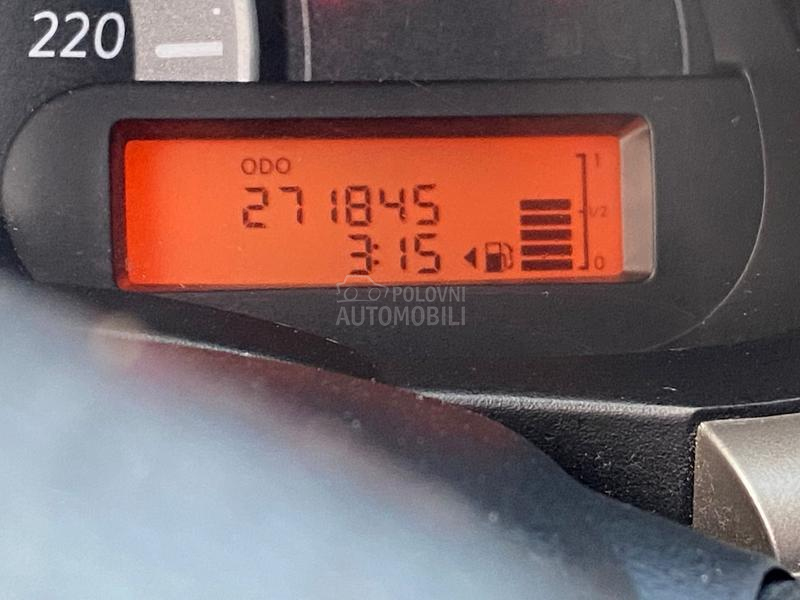 220
ODO
271845
3:15
1
1/2
0
POLOVNI
AUTOMOBILI